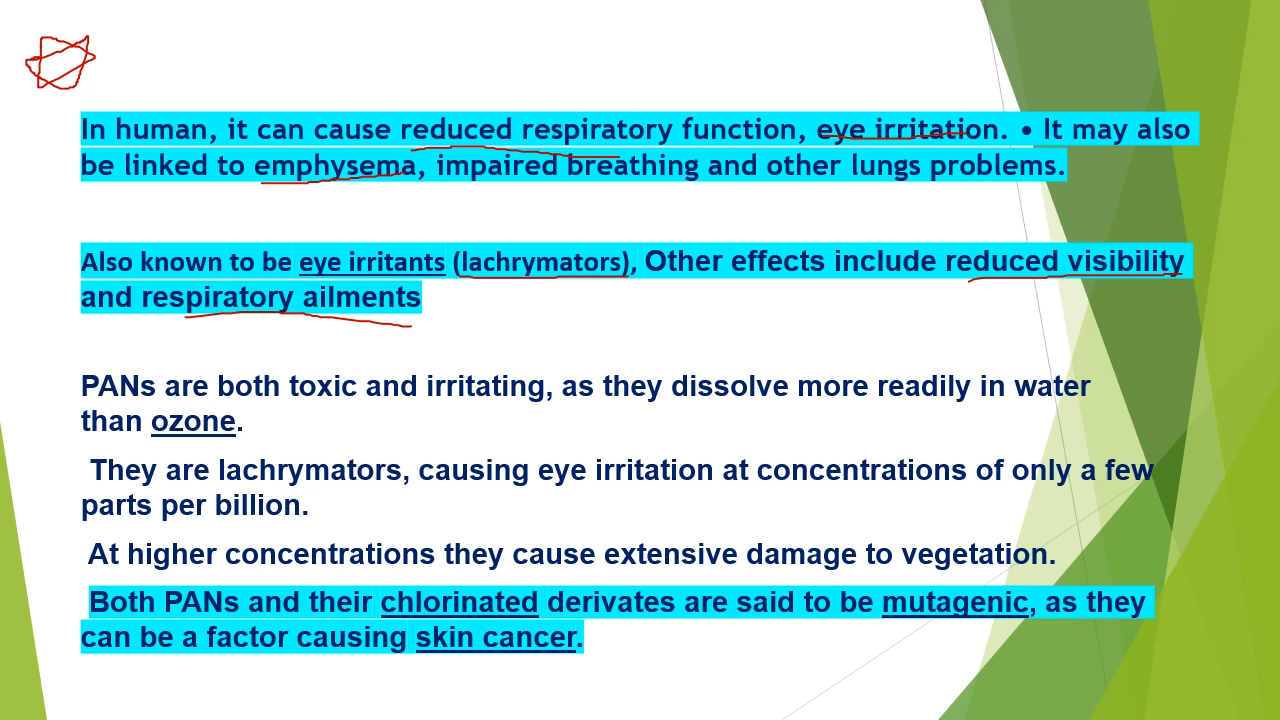 In human, it can cause reduced respiratory function, eye irritation. • It may also
be linked to emphysema, impaired breathing and other lungs problems.
Also known to be eye irritants (lachrymators), Other effects include reduced visibility
and respiratory ailments
PANs are both toxic and irritating, as they dissolve more readily in water
than ozone.
They are lachrymators, causing eye irritation at concentrations of only a few
parts per billion.
At higher concentrations they cause extensive damage to vegetation.
Both PANs and their chlorinated derivates are said to be mutagenic, as they
can be a factor causing skin cancer.